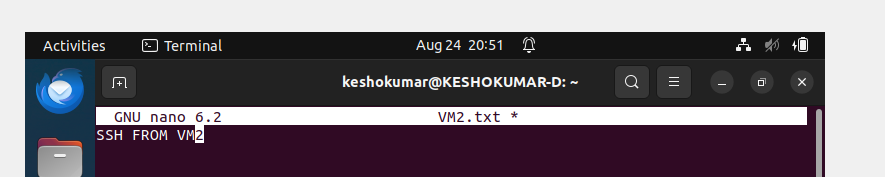 Activities Terminal Aug 24 20:51
keshokumar@KESHOKUMAR-D: ~
GNU nano 6.2 VM2.txt *
SSH FROM VM2